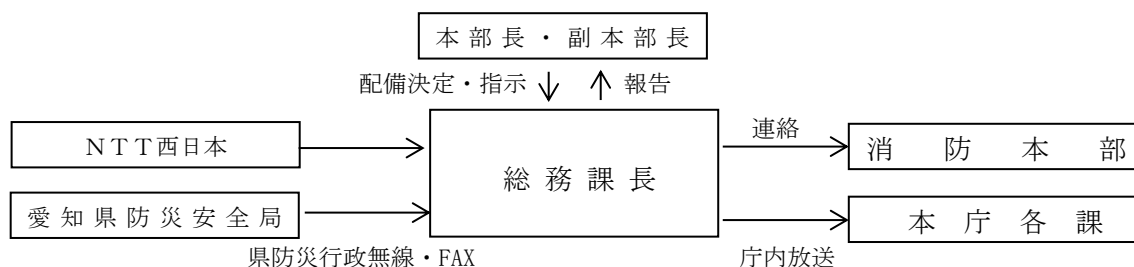 本部長・副本部長
配備決定・指示
報告
NTT西日本
総務課長
連絡
消防本部
愛知県防災安全局
本庁各課
県防災行政無線・FAX
庁内放送